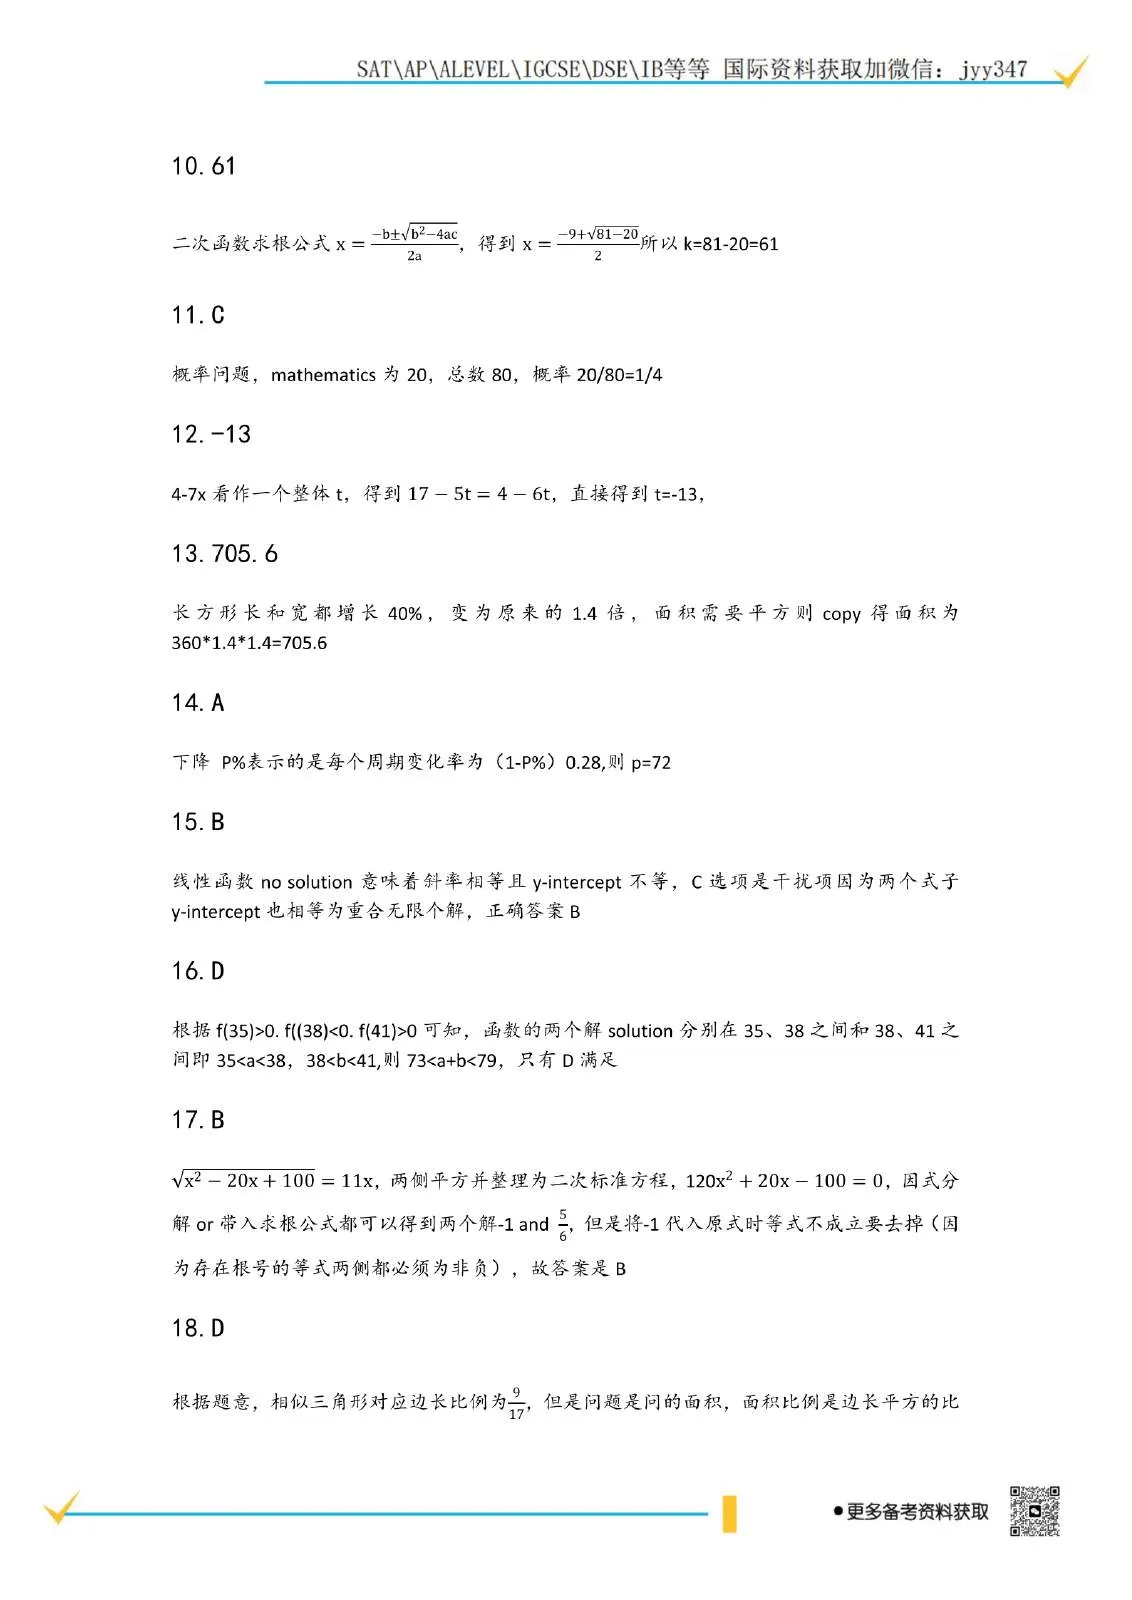 SAT\AP\ALEVEL\IGCSE\DSE\IB等等 国际资料获取加微信：jyy347
10. 61
二次函数求根公式 x = \frac{-b±\sqrt{b²-4ac}}{2a}，得到 x = \frac{-9+\sqrt{81-20}}{2}所以 k=81-20=61
11. C
概率问题，mathematics 为 20，总数 80，概率 20/80=1/4
12. -13
4-7x 看作一个整体 t，得到 17 − 5t = 4 − 6t，直接得到 t=-13，
13. 705.6
长方形长和宽都增长 40%，变为原来的 1.4 倍，面积需要平方则 copy 得面积为
360*1.4*1.4=705.6
14. A
下降 P%表示的是每个周期变化率为（1-P%）0.28,则 p=72
15. B
线性函数 no solution 意味着斜率相等且 y-intercept 不等，C 选项是干扰项因为两个式子
y-intercept 也相等为重合无限个解，正确答案 B
16. D
根据 f(35)>0. f((38)<0. f(41)>0 可知，函数的两个解 solution 分别在 35、38 之间和 38、41 之
间即 35<a<38，38<b<41,则 73<a+b<79，只有 D 满足
17. B
\sqrt{x² − 20x + 100} = 11x，两侧平方并整理为二次标准方程，120x² + 20x − 100 = 0，因式分
解 or 带入求根公式都可以得到两个解-1 and \frac{5}{6}，但是将-1 代入原式时等式不成立要去掉（因
为存在根号的等式两侧都必须为非负），故答案是 B
18. D
根据题意，相似三角形对应边长比例为\frac{9}{17}，但是问题是问的面积，面积比例是边长平方的比
●更多备考资料获取